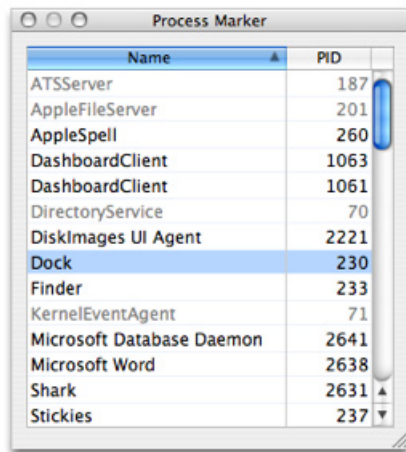 Process Marker
Name PID
ATSServer 187
AppleFileServer 201
AppleSpell 260
DashboardClient 1063
DashboardClient 1061
DirectoryService 70
DiskImages UI Agent 2221
Dock 230
Finder 233
KernelEventAgent 71
Microsoft Database Daemon 2641
Microsoft Word 2638
Shark 2631
Stickies 237